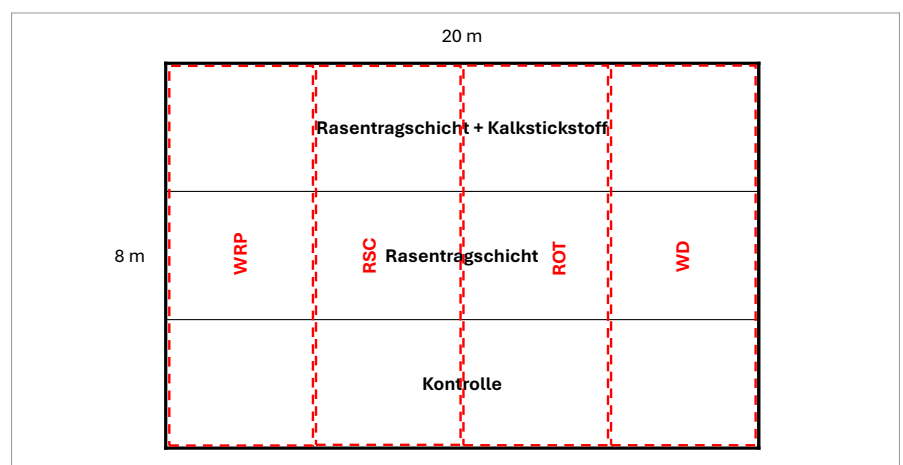 20 m
Rasentragschicht + Kalkstickstoff
8 m
WRP
RSC
Rasentragschicht
ROT
WD
Kontrolle